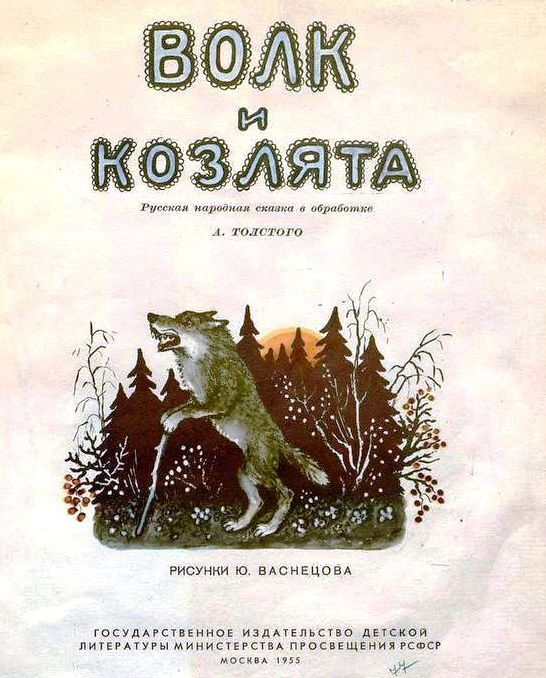 ВОЛК
И
КОЗЛЯТА
Русская народная сказка в обработке
А. ТОЛСТОГО
РИСУНКИ Ю. ВАСНЕЦОВА
ГОСУДАРСТВЕННОЕ ИЗДАТЕЛЬСТВО ДЕТСКОЙ
ЛИТЕРАТУРЫ МИНИСТЕРСТВА ПРОСВЕЩЕНИЯ РСФСР
МОСКВА 1955